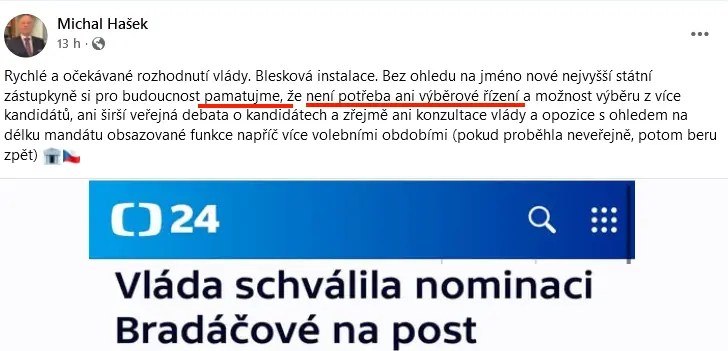 Michal Hašek
13 h ·
Rychlé a očekávané rozhodnutí vlády. Blesková instalace. Bez ohledu na jméno nové nejvyšší státní
zástupkyně si pro budoucnost pamatujme, že není potřeba ani výběrové řízení a možnost výběru z více
kandidátů, ani širší veřejná debata o kandidátech a zřejmě ani konzultace vlády a opozice s ohledem na
délku mandátu obsazované funkce napříč více volebními obdobími (pokud proběhla neveřejně, potom beru
zpět) 🏛️🇨🇿
24
Vláda schválila nominaci
Bradáčové na post